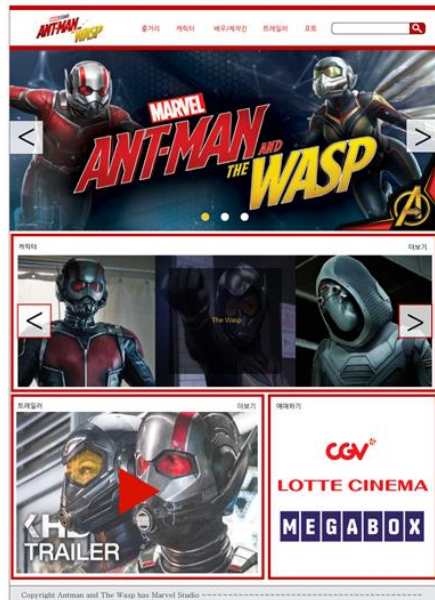 ANT-MAN AND THE WASP
줄거리 캐릭터 배우/제작진 트레일러 포토
MARVEL
ANT-MAN
AND
THE WASP
< >
캐릭터 더보기
The Wasp
< >
트레일러 더보기
TRAILER
예매하기
CGV
LOTTE CINEMA
MEGABOX
Copyright Antman and The Wasp has Marvel Studio